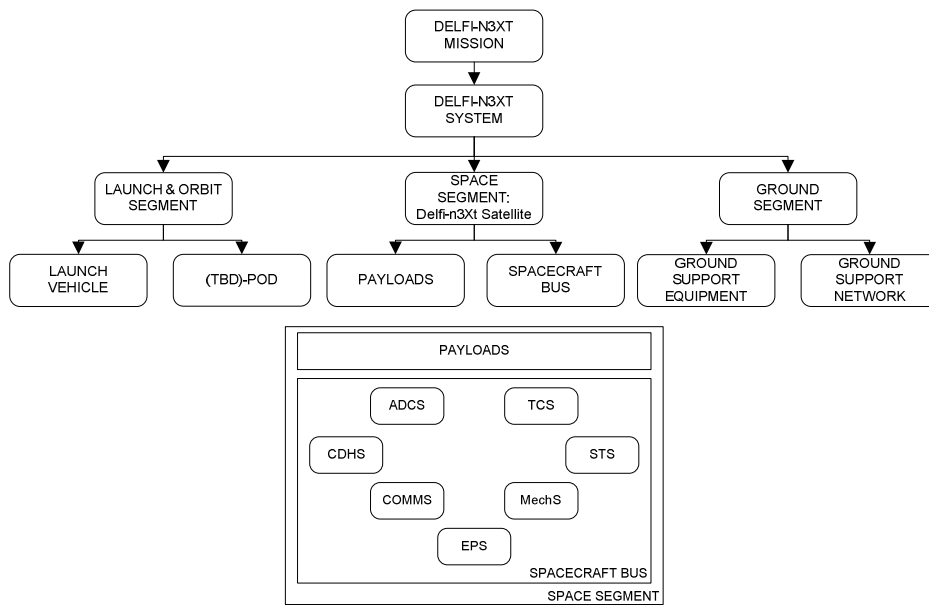 DELFI-N3XT
MISSION
DELFI-N3XT
SYSTEM
LAUNCH & ORBIT
SEGMENT
SPACE
SEGMENT:
Delfi-n3Xt Satellite
GROUND
SEGMENT
LAUNCH
VEHICLE
(TBD)-POD
PAYLOADS
SPACECRAFT
BUS
GROUND
SUPPORT
EQUIPMENT
GROUND
SUPPORT
NETWORK
PAYLOADS
ADCS
TCS
CDHS
STS
COMMS
MechS
EPS
SPACECRAFT BUS
SPACE SEGMENT